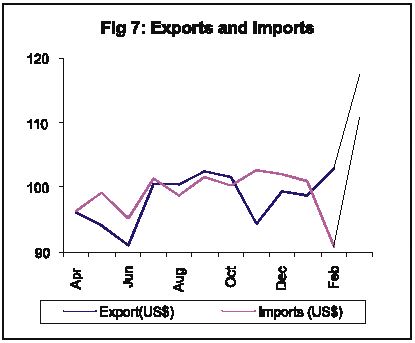 Fig 7: Exports and Imports
120
110
100
90
Apr
Jun
Aug
Oct
Dec
Feb
Export(US$)
Imports (US$)